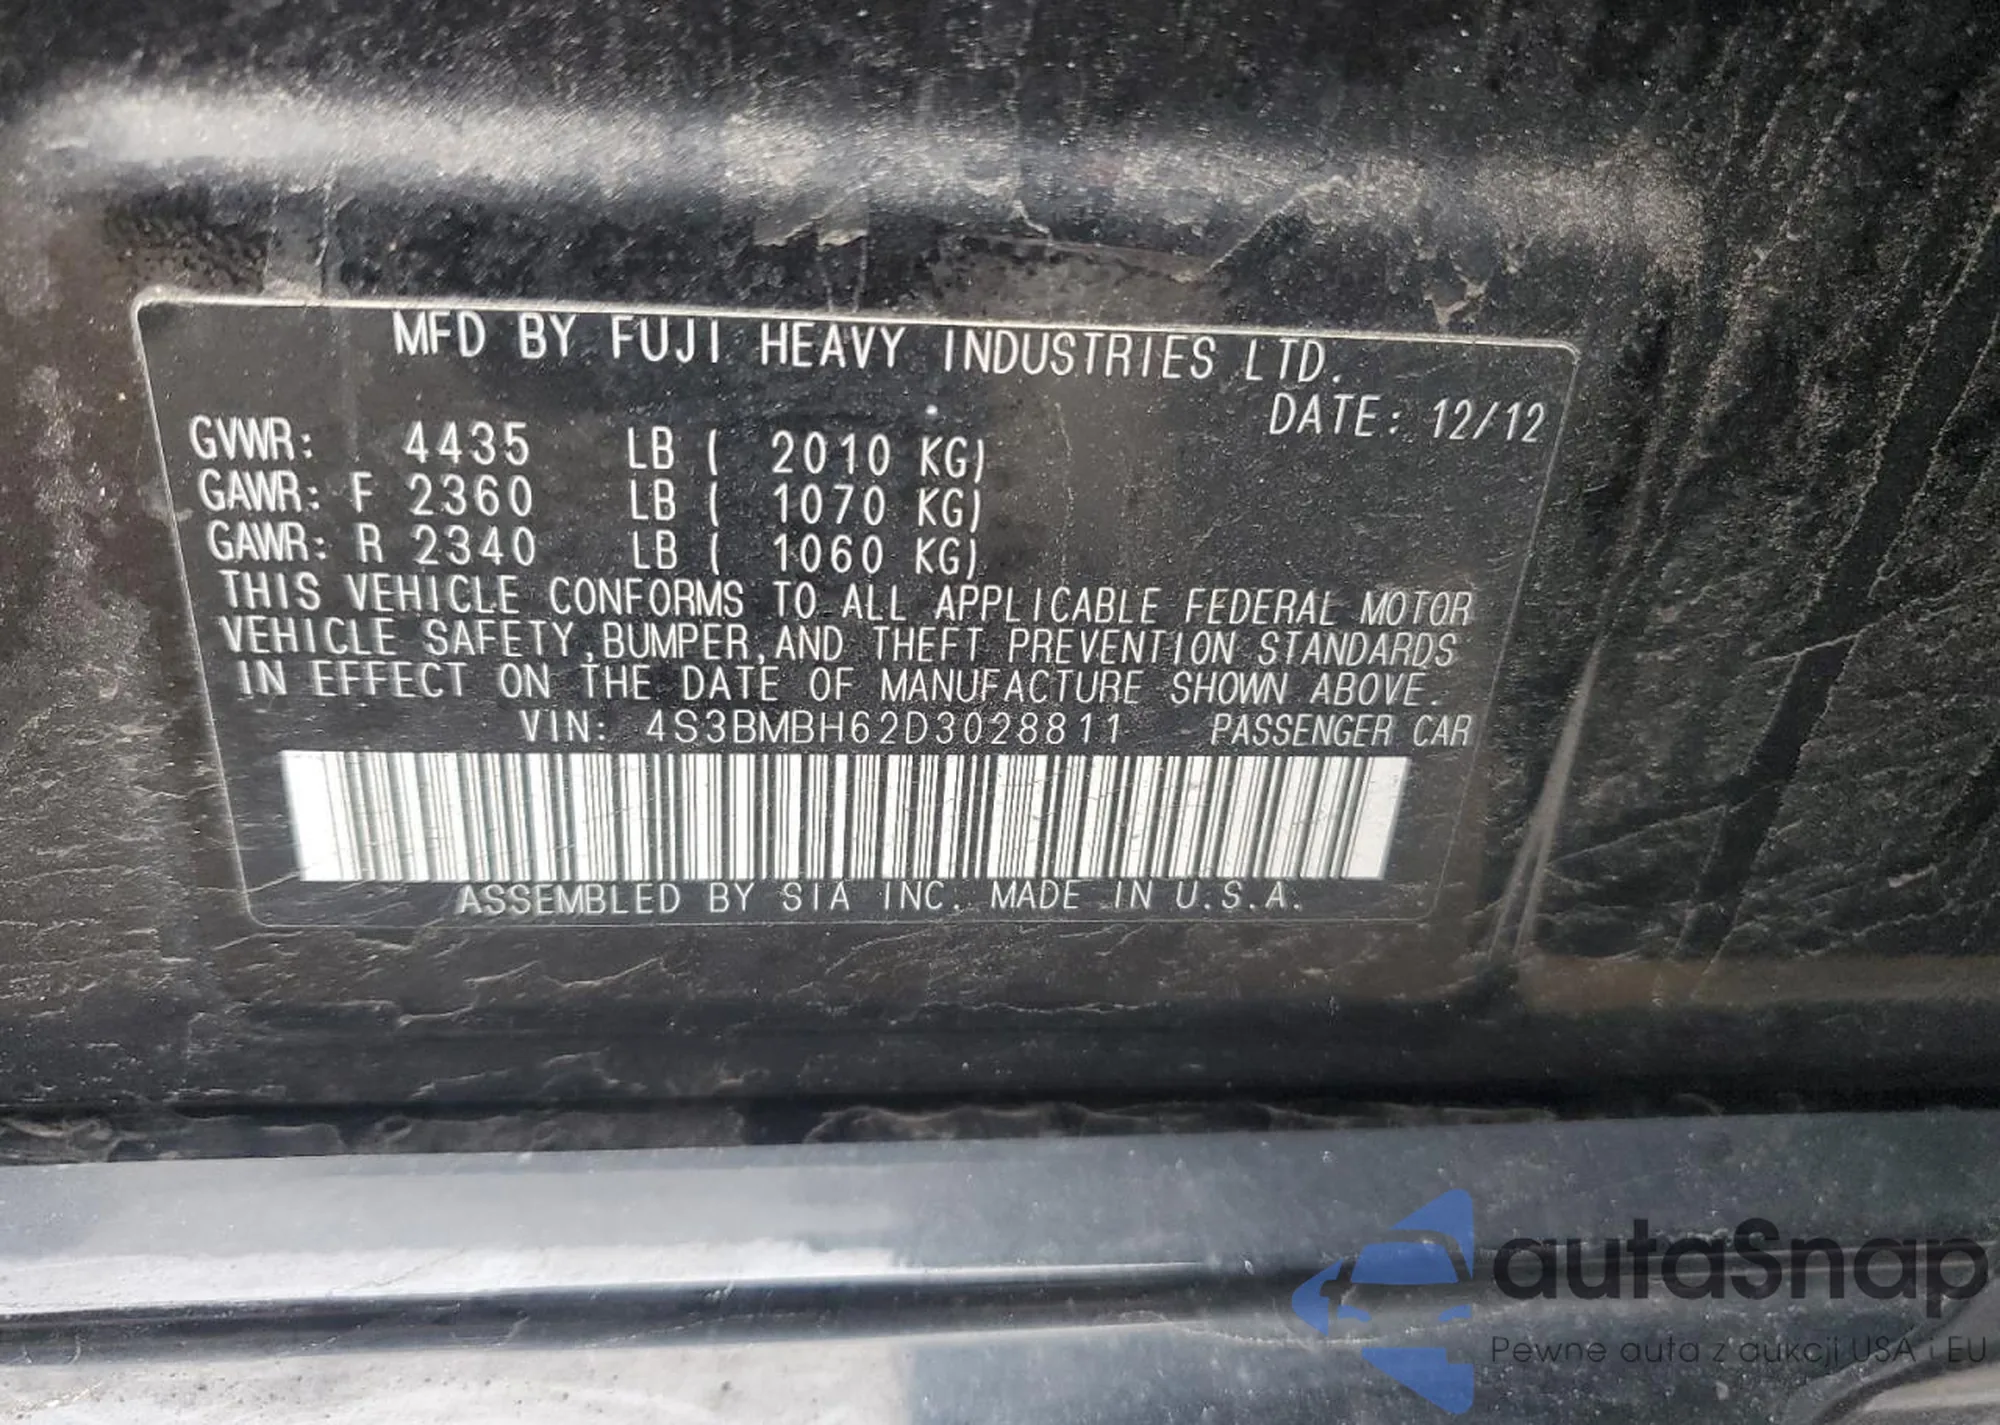 MFD BY FUJI HEAVY INDUSTRIES LTD.
DATE: 12/12
GVWR: 4435 LB ( 2010 KG)
GAWR: F 2360 LB ( 1070 KG)
GAWR: R 2340 LB ( 1060 KG)
THIS VEHICLE CONFORMS TO ALL APPLICABLE FEDERAL MOTOR
VEHICLE SAFETY,BUMPER,AND THEFT PREVENTION STANDARDS
IN EFFECT ON THE DATE OF MANUFACTURE SHOWN ABOVE.
VIN: 4S3BMBH62D3028811 PASSENGER CAR
ASSEMBLED BY SIA INC. MADE IN U.S.A.
autaSnap
Pewne auta z aukcji USA i EU